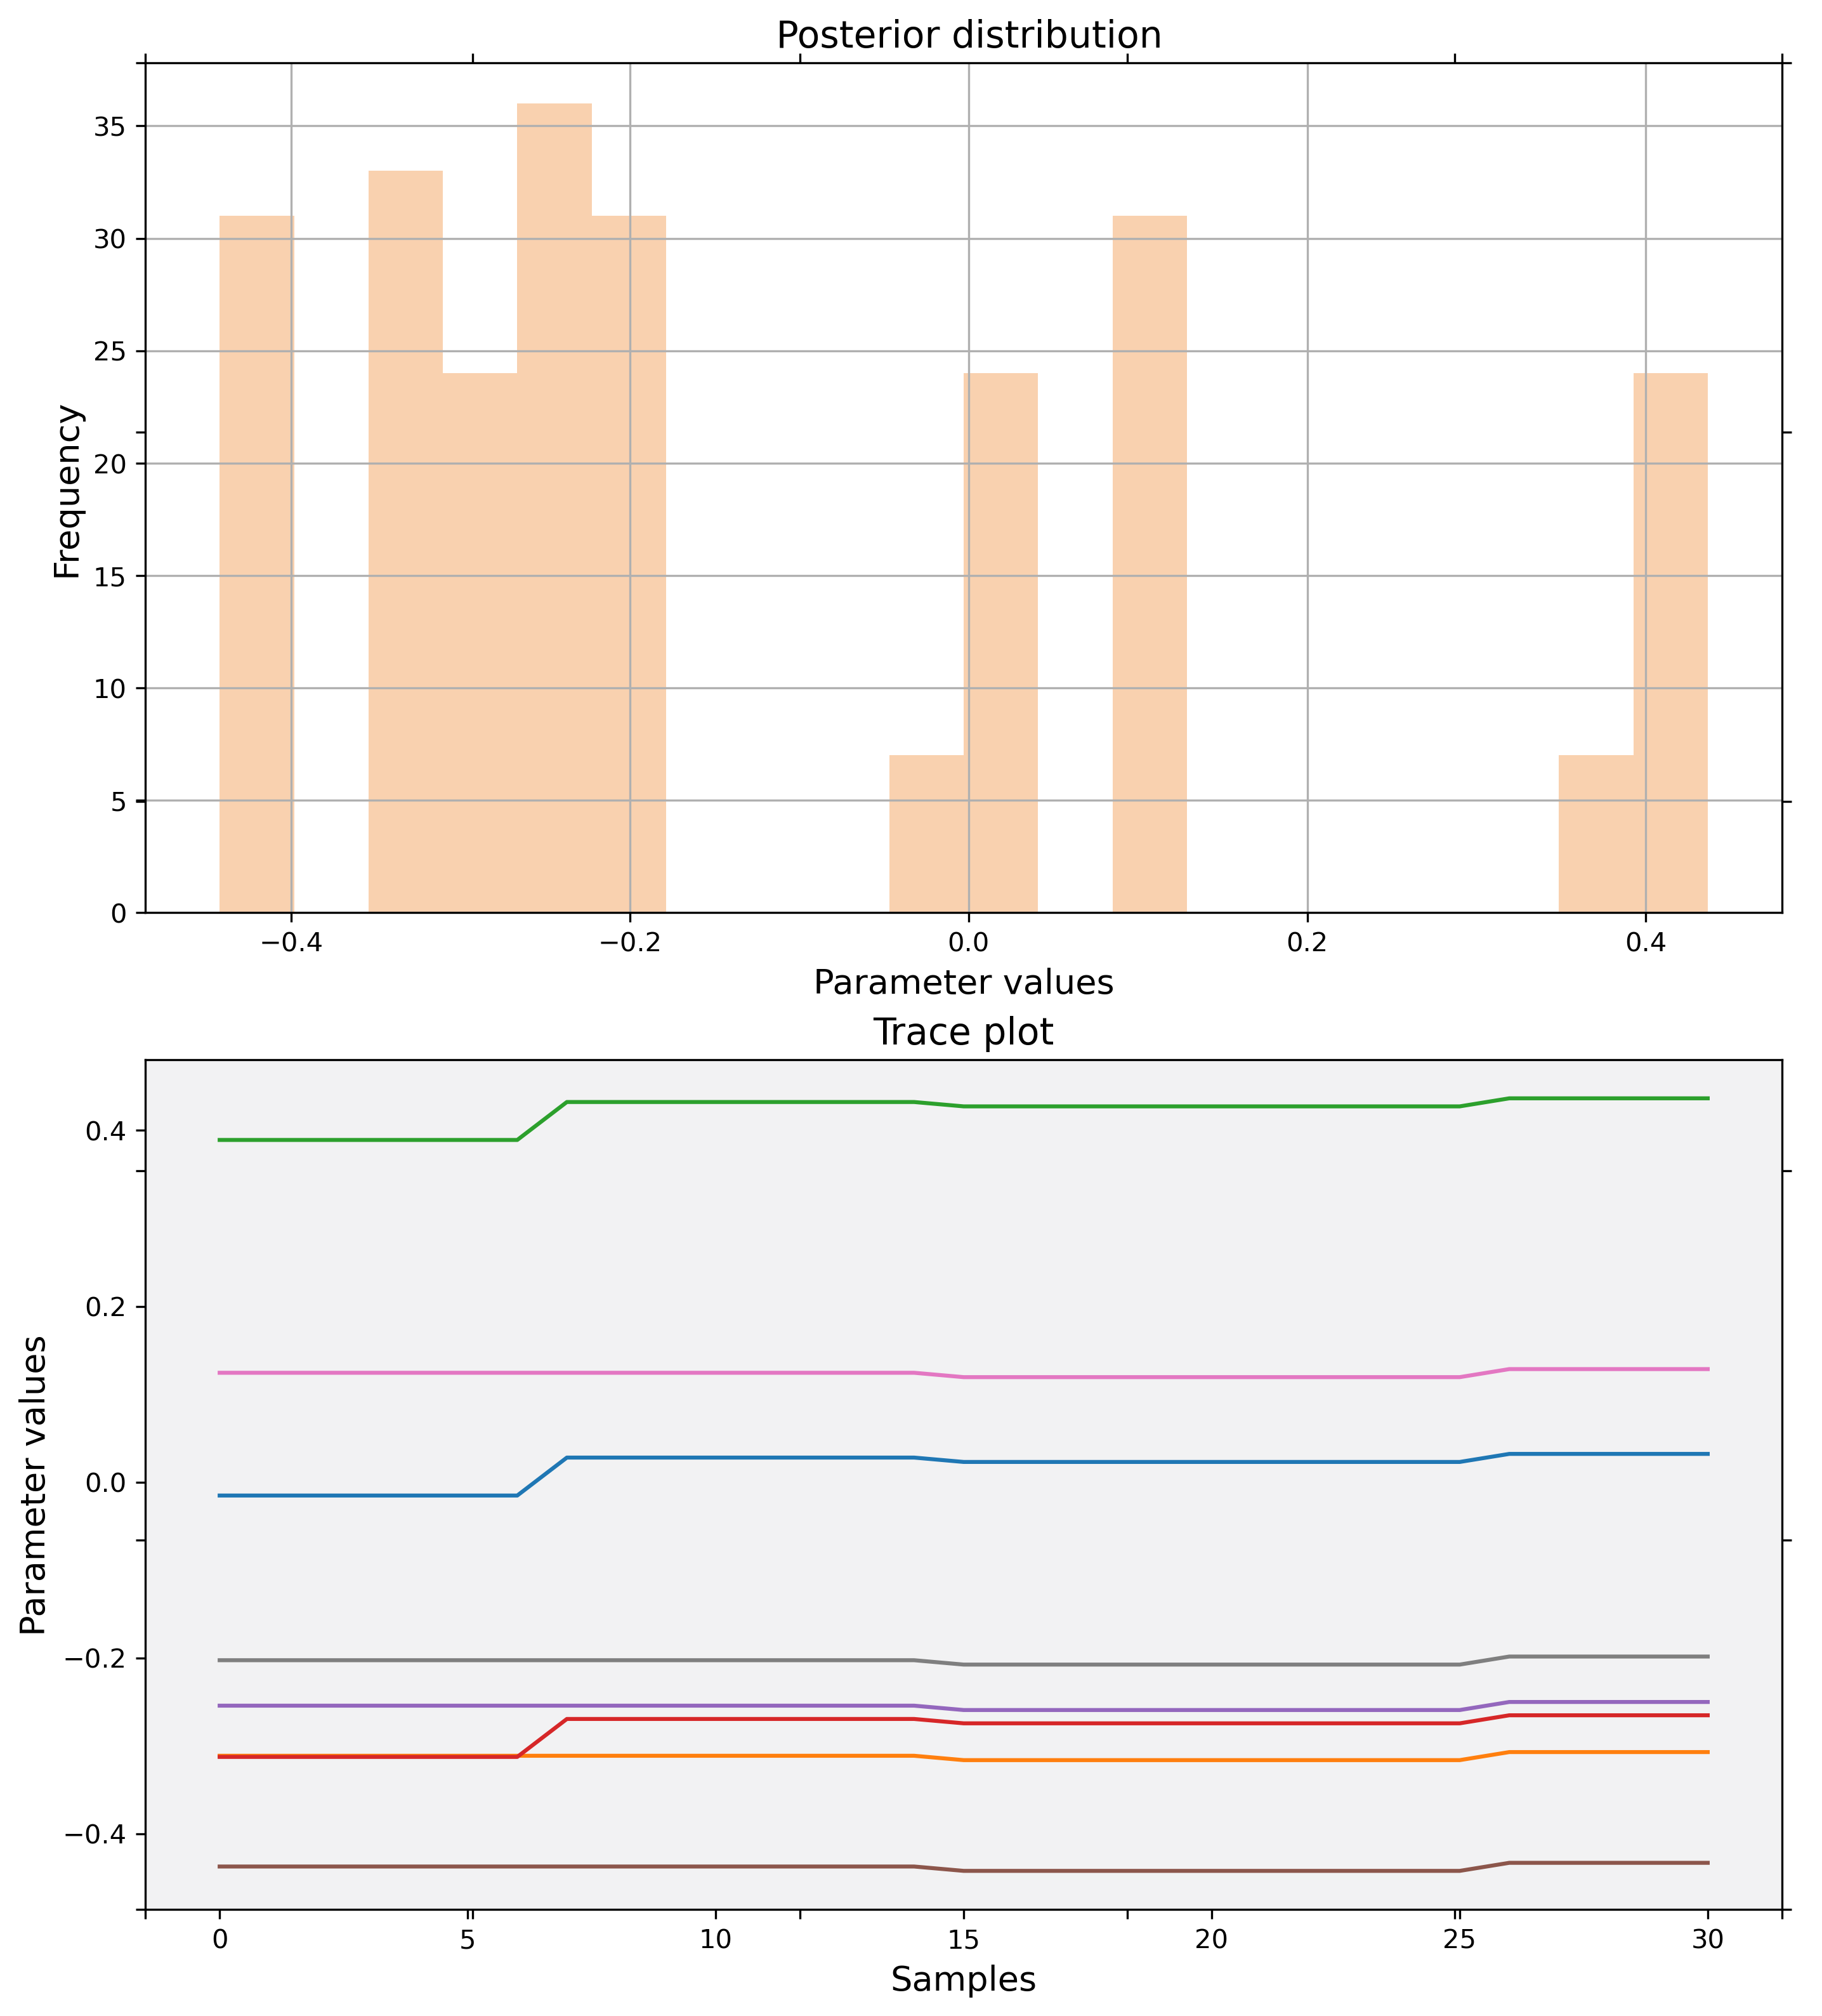 Posterior distribution
35
30
25
20
15
10
5
0
Frequency
−0.4 −0.2 0.0 0.2 0.4
Parameter values
Trace plot
0.4
0.2
0.0
−0.2
−0.4
Parameter values
0 5 10 15 20 25 30
Samples